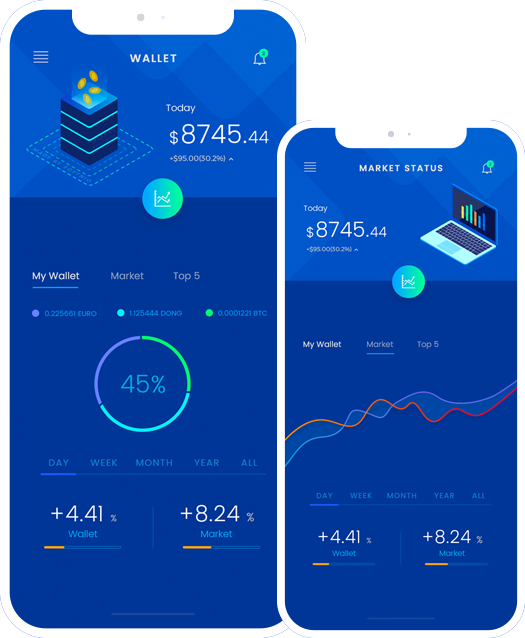 WALLET
2
Today
$8745.44
+$95.00(30.2%)
My Wallet Market Top 5
0.225661 EURO 1.125444 DONG 0.0001221 BTC
45%
DAY WEEK MONTH YEAR ALL
+4.41 % +8.24 %
Wallet Market
MARKET STATUS
2
Today
$8745.44
+$95.00(30.2%)
My Wallet Market Top 5
DAY WEEK MONTH YEAR ALL
+4.41 % +8.24 %
Wallet Market